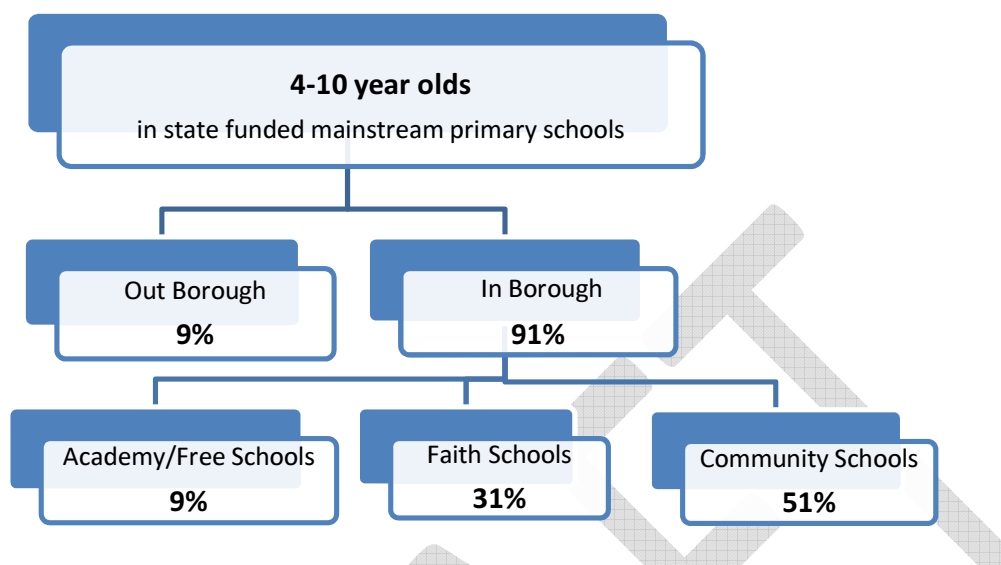 4-10 year olds
in state funded mainstream primary schools
Out Borough
9%
In Borough
91%
Academy/Free Schools
9%
Faith Schools
31%
Community Schools
51%